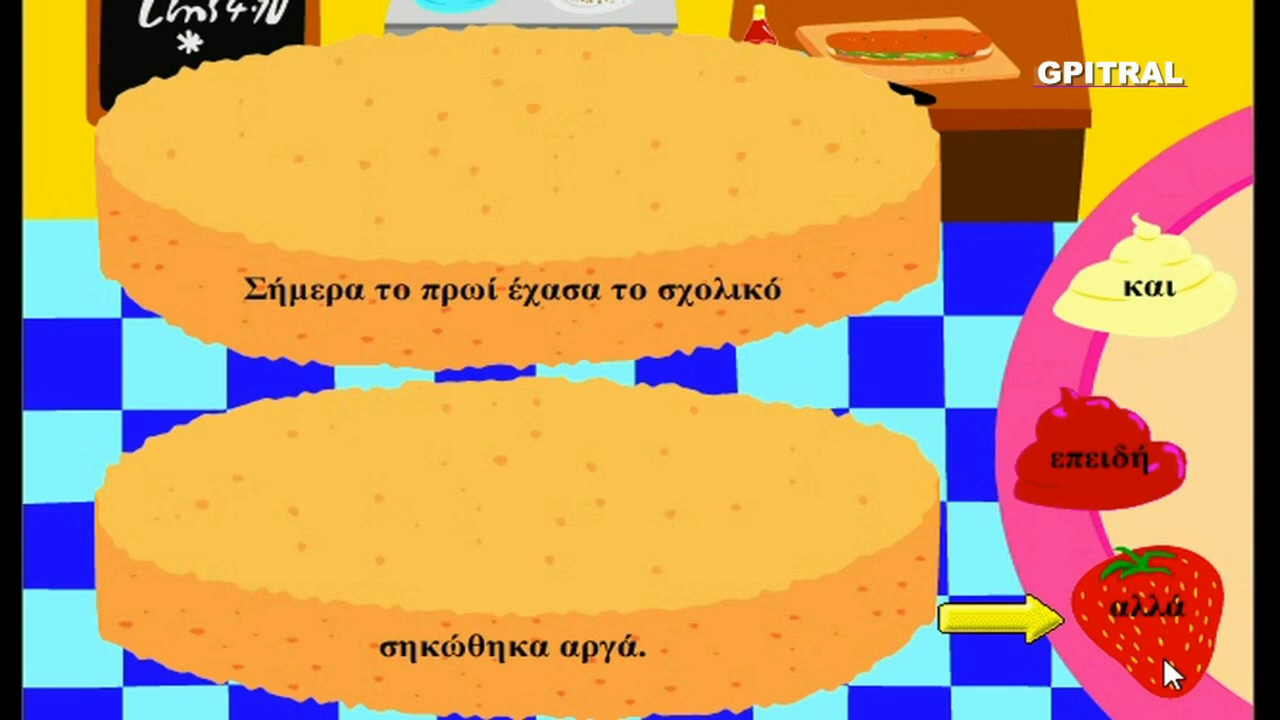 GPITRAL
Σήμερα το πρωί έχασα το σχολικό
και
επειδή
αλλά
σηκώθηκα αργά.